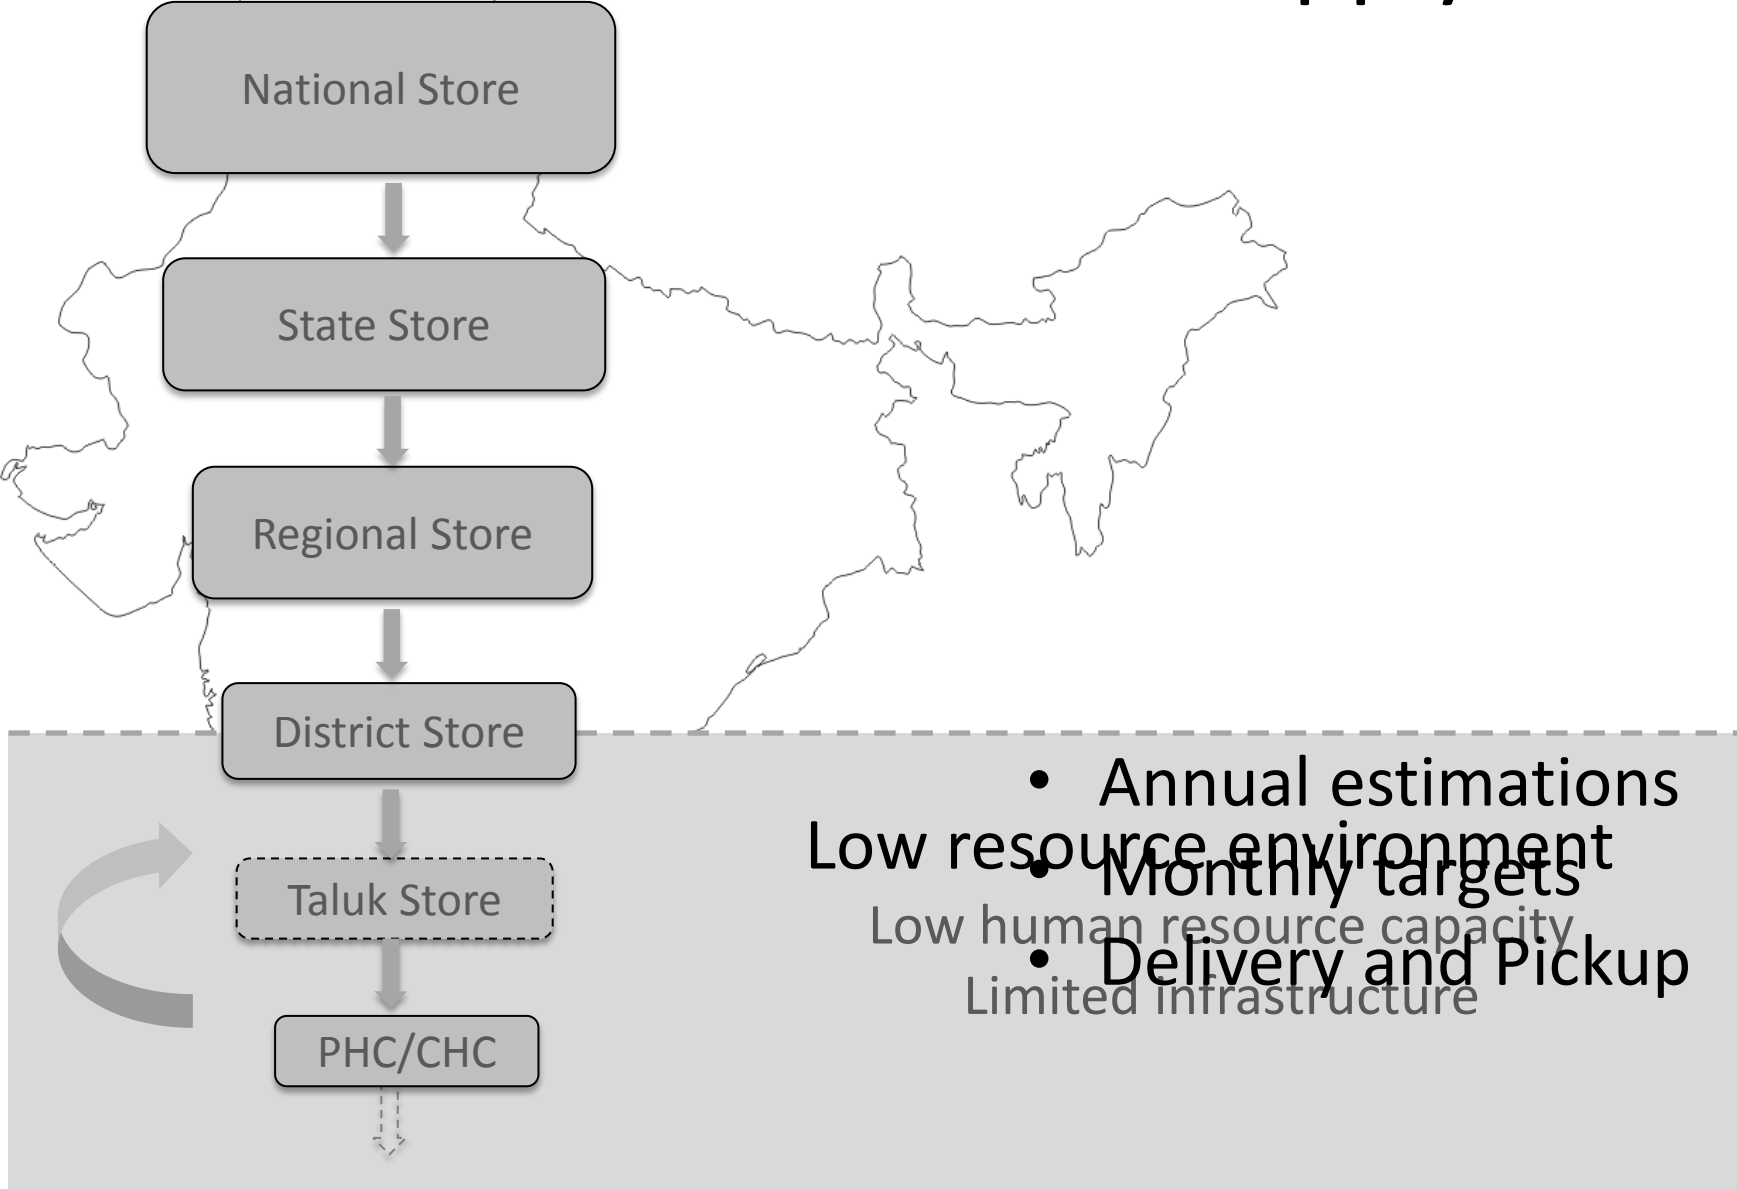 National Store
State Store
Regional Store
District Store
Taluk Store
PHC/CHC
• Annual estimations
Low resource environment
• Monthly targets
Low human resource capacity
• Delivery and Pickup
Limited infrastructure